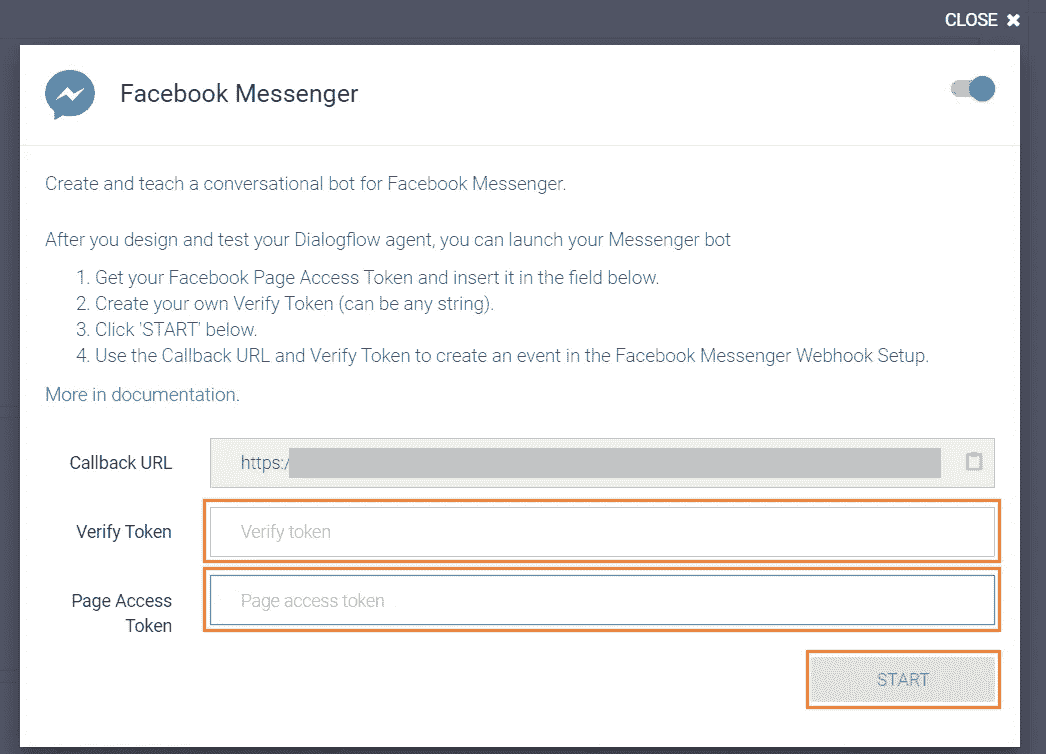 CLOSE ✖
Facebook Messenger
Create and teach a conversational bot for Facebook Messenger.
After you design and test your Dialogflow agent, you can launch your Messenger bot
1. Get your Facebook Page Access Token and insert it in the field below.
2. Create your own Verify Token (can be any string).
3. Click 'START' below.
4. Use the Callback URL and Verify Token to create an event in the Facebook Messenger Webhook Setup.
More in documentation.
Callback URL
https:/
Verify Token
Verify token
Page Access
Token
Page access token
START